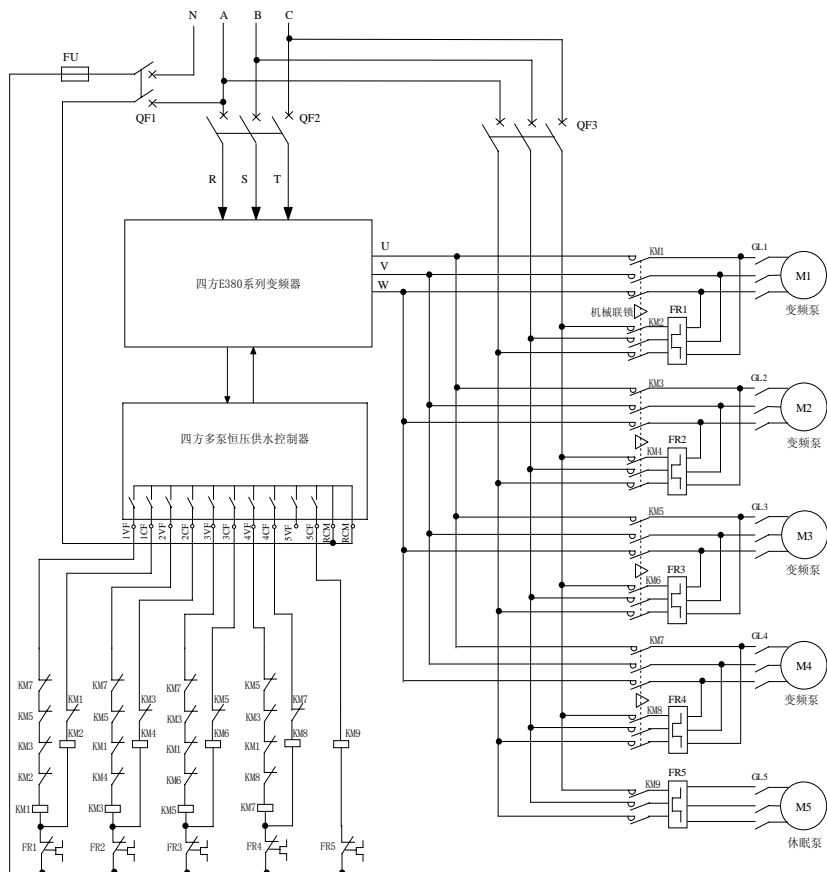 N A B C
FU
QF1
QF2
QF3
R S T
四方E380系列变频器
U
V
W
KM1
GL1
M1
变频泵
机械联锁
KM2
FR1
四方多泵恒压供水控制器
KM3
GL2
M2
变频泵
KM4
FR2
1VF 1CF 2VF 2CF 3VF 3CF 4VF 4CF 5VF 5CF RCM RCM
KM5
GL3
M3
变频泵
KM6
FR3
KM7
GL4
M4
变频泵
KM8
FR4
KM9
FR5
GL5
M5
休眠泵
KM7 KM1 KM7 KM3 KM7 KM5 KM5 KM7
KM5 KM2 KM5 KM4 KM3 KM6 KM3 KM8 KM9
KM3 KM1 KM1 KM1
KM2 KM4 KM6 KM8
KM1 KM3 KM5 KM7
FR1 FR2 FR3 FR4 FR5